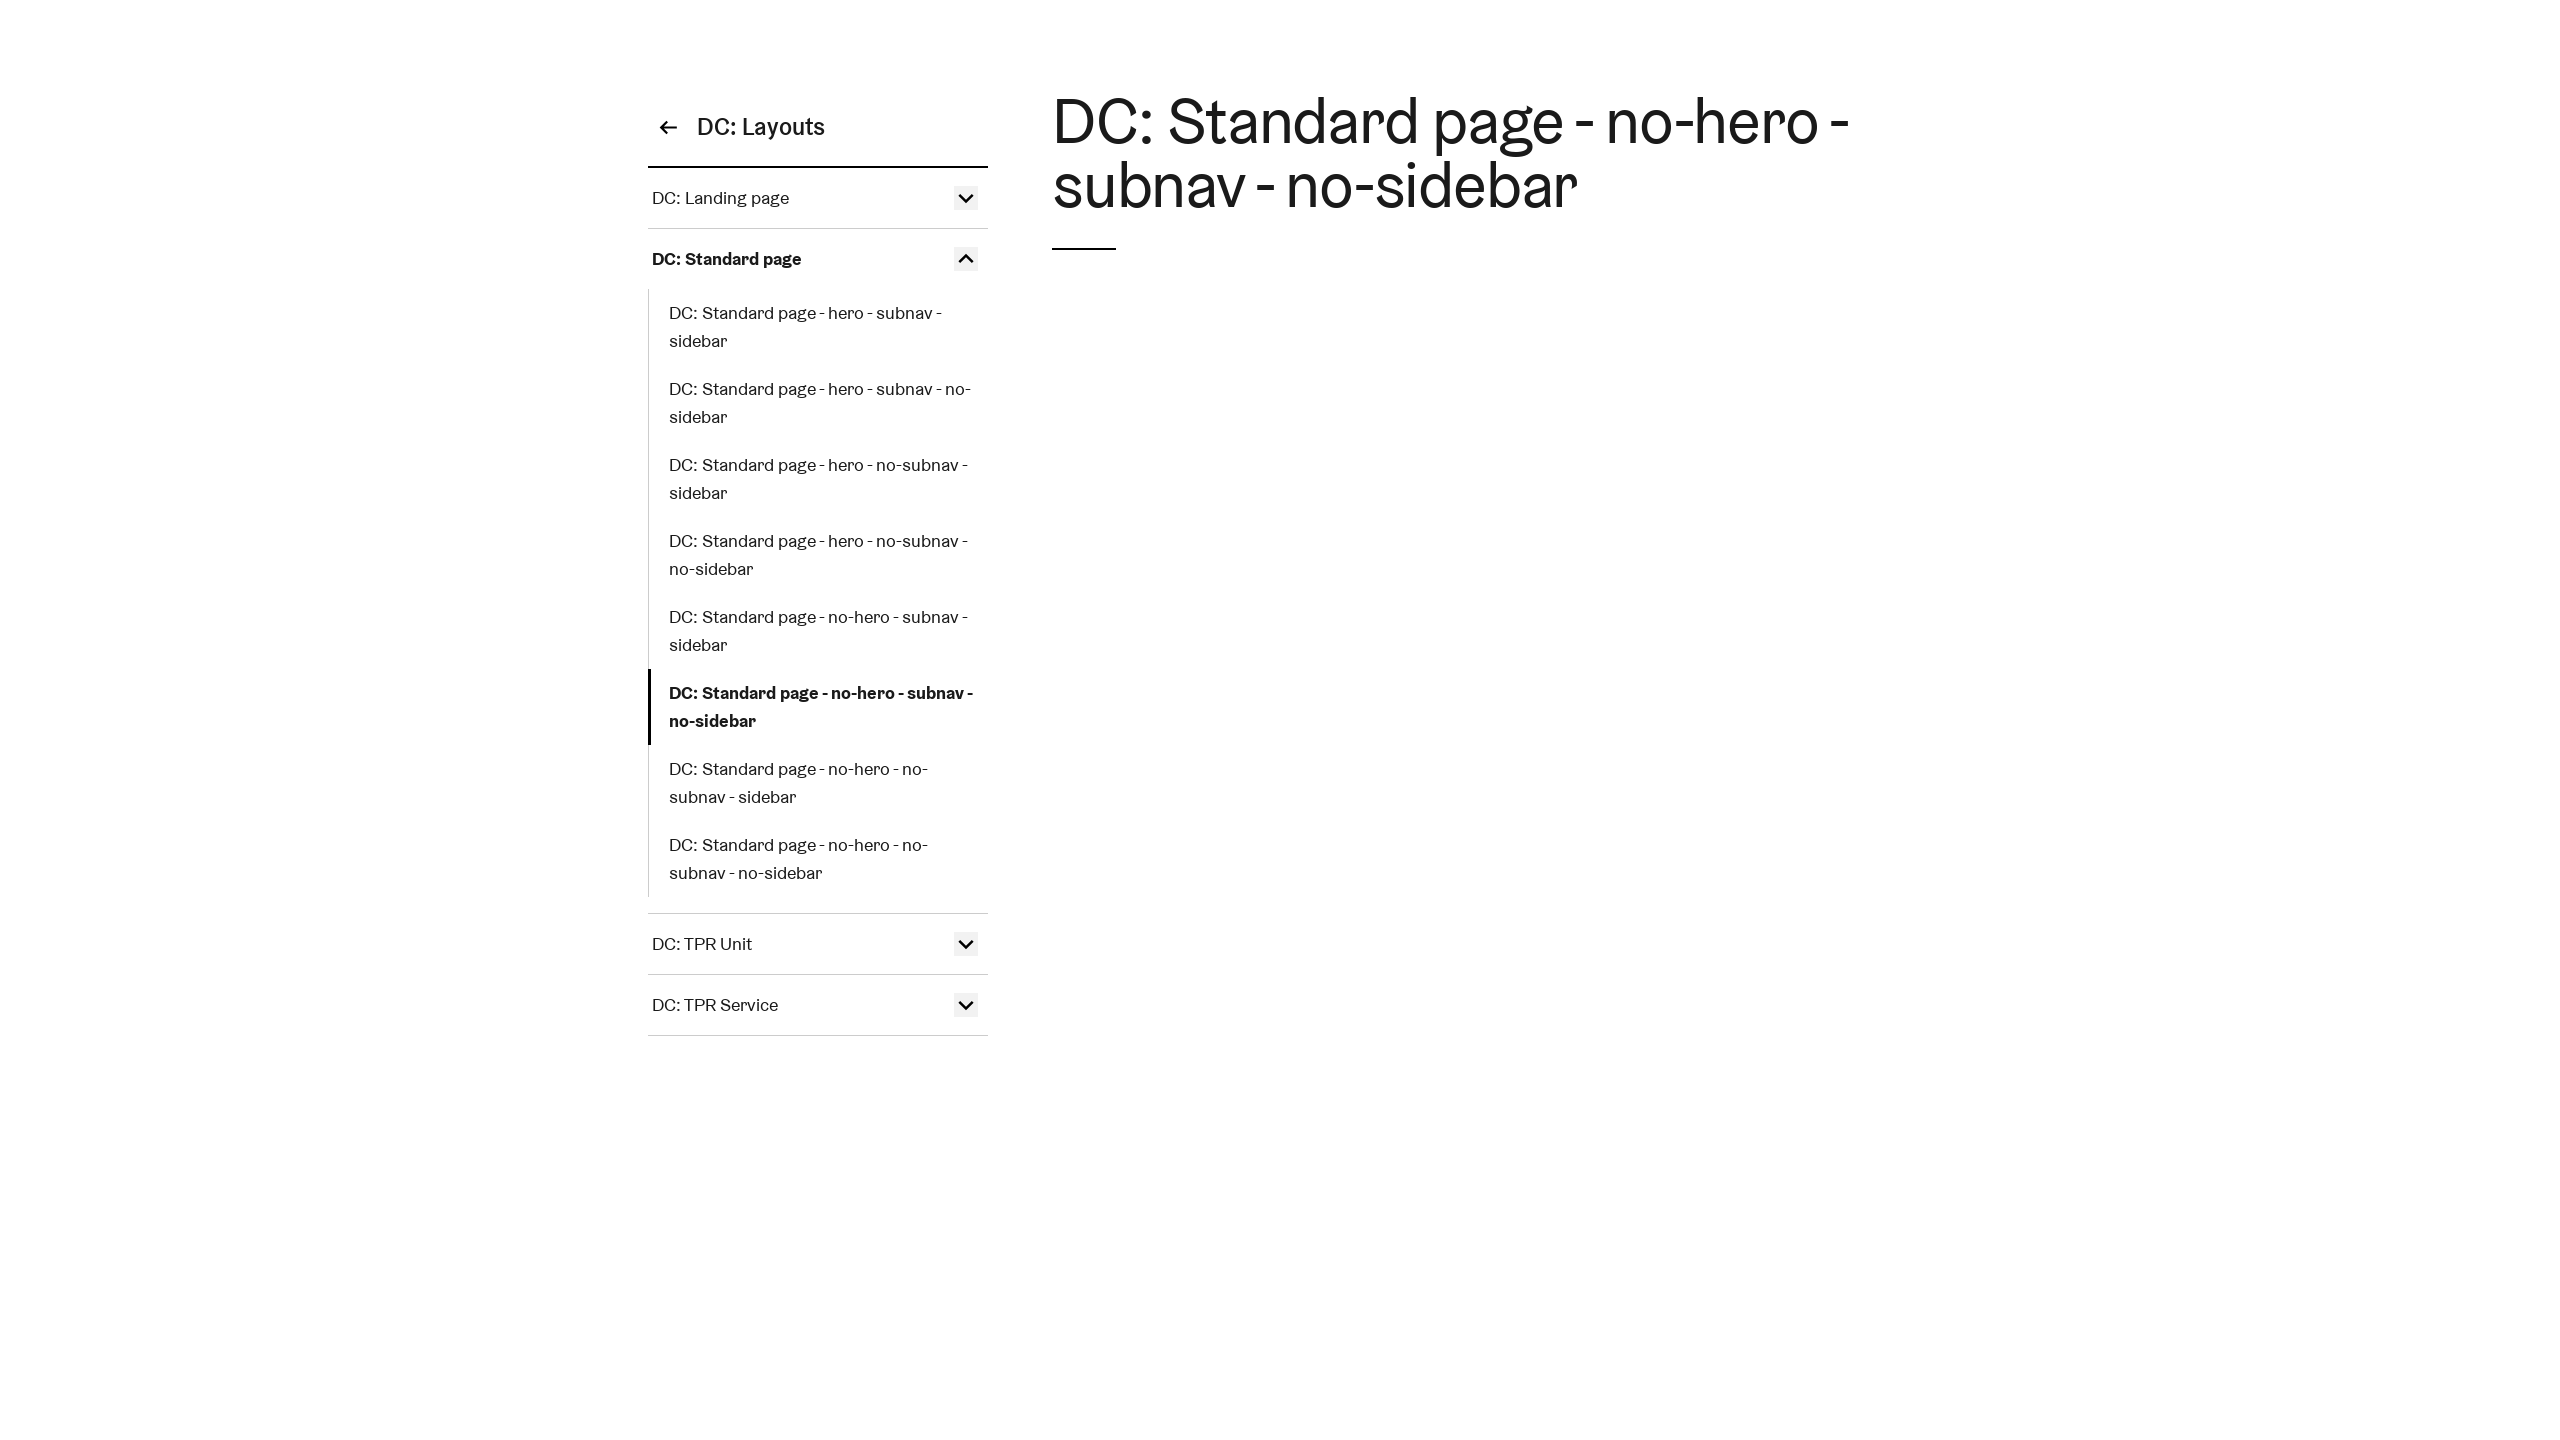 DC: Layouts
DC: Landing page
DC: Standard page
DC: Standard page - hero - subnav -
sidebar
DC: Standard page - hero - subnav - no-
sidebar
DC: Standard page - hero - no-subnav -
sidebar
DC: Standard page - hero - no-subnav -
no-sidebar
DC: Standard page - no-hero - subnav -
sidebar
DC: Standard page - no-hero - subnav -
no-sidebar
DC: Standard page - no-hero - no-
subnav - sidebar
DC: Standard page - no-hero - no-
subnav - no-sidebar
DC: TPR Unit
DC: TPR Service
DC: Standard page - no-hero -
subnav - no-sidebar